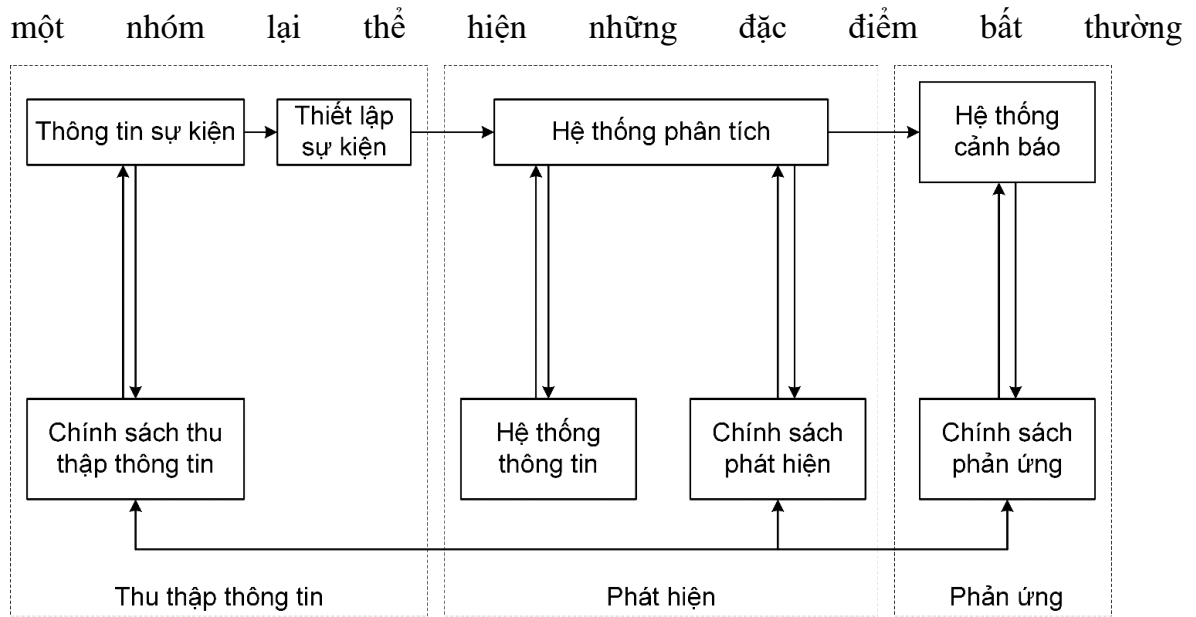 một nhóm lại thể hiện những đặc điểm bất thường
Thông tin sự kiện
Thiết lập
sự kiện
Hệ thống phân tích
Hệ thống
cảnh báo
Chính sách thu
thập thông tin
Hệ thống
thông tin
Chính sách
phát hiện
Chính sách
phản ứng
Thu thập thông tin
Phát hiện
Phản ứng